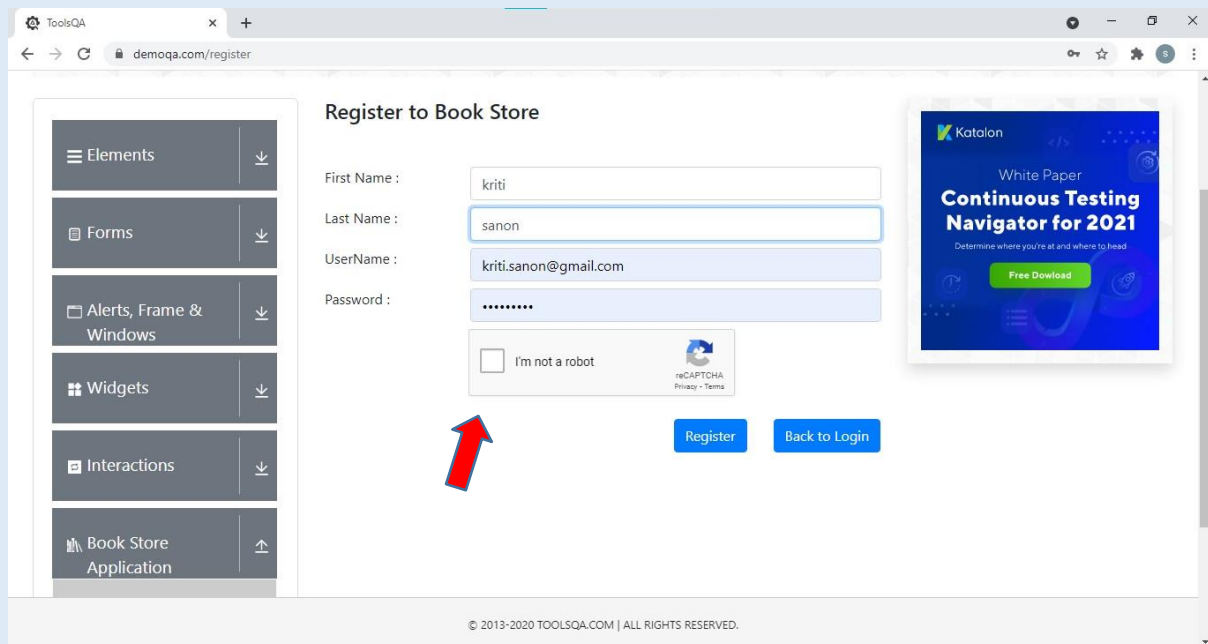 ToolsQA
demoqa.com/register
S
Register to Book Store
Elements
Forms
Alerts, Frame &
Windows
Widgets
Interactions
Book Store
Application
First Name :
kriti
Last Name :
sanon
UserName :
kriti.sanon@gmail.com
Password :
•••••••••
I'm not a robot
reCAPTCHA
Privacy - Terms
Register
Back to Login
Katalon
White Paper
Continuous Testing
Navigator for 2021
Determine where you're at and where to head
Free Dowload
© 2013-2020 TOOLSQA.COM | ALL RIGHTS RESERVED.